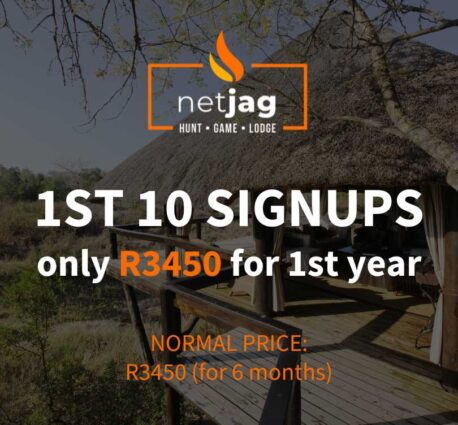 netjag
HUNT • GAME • LODGE
1ST 10 SIGNUPS
only R3450 for 1st year
NORMAL PRICE:
R3450 (for 6 months)